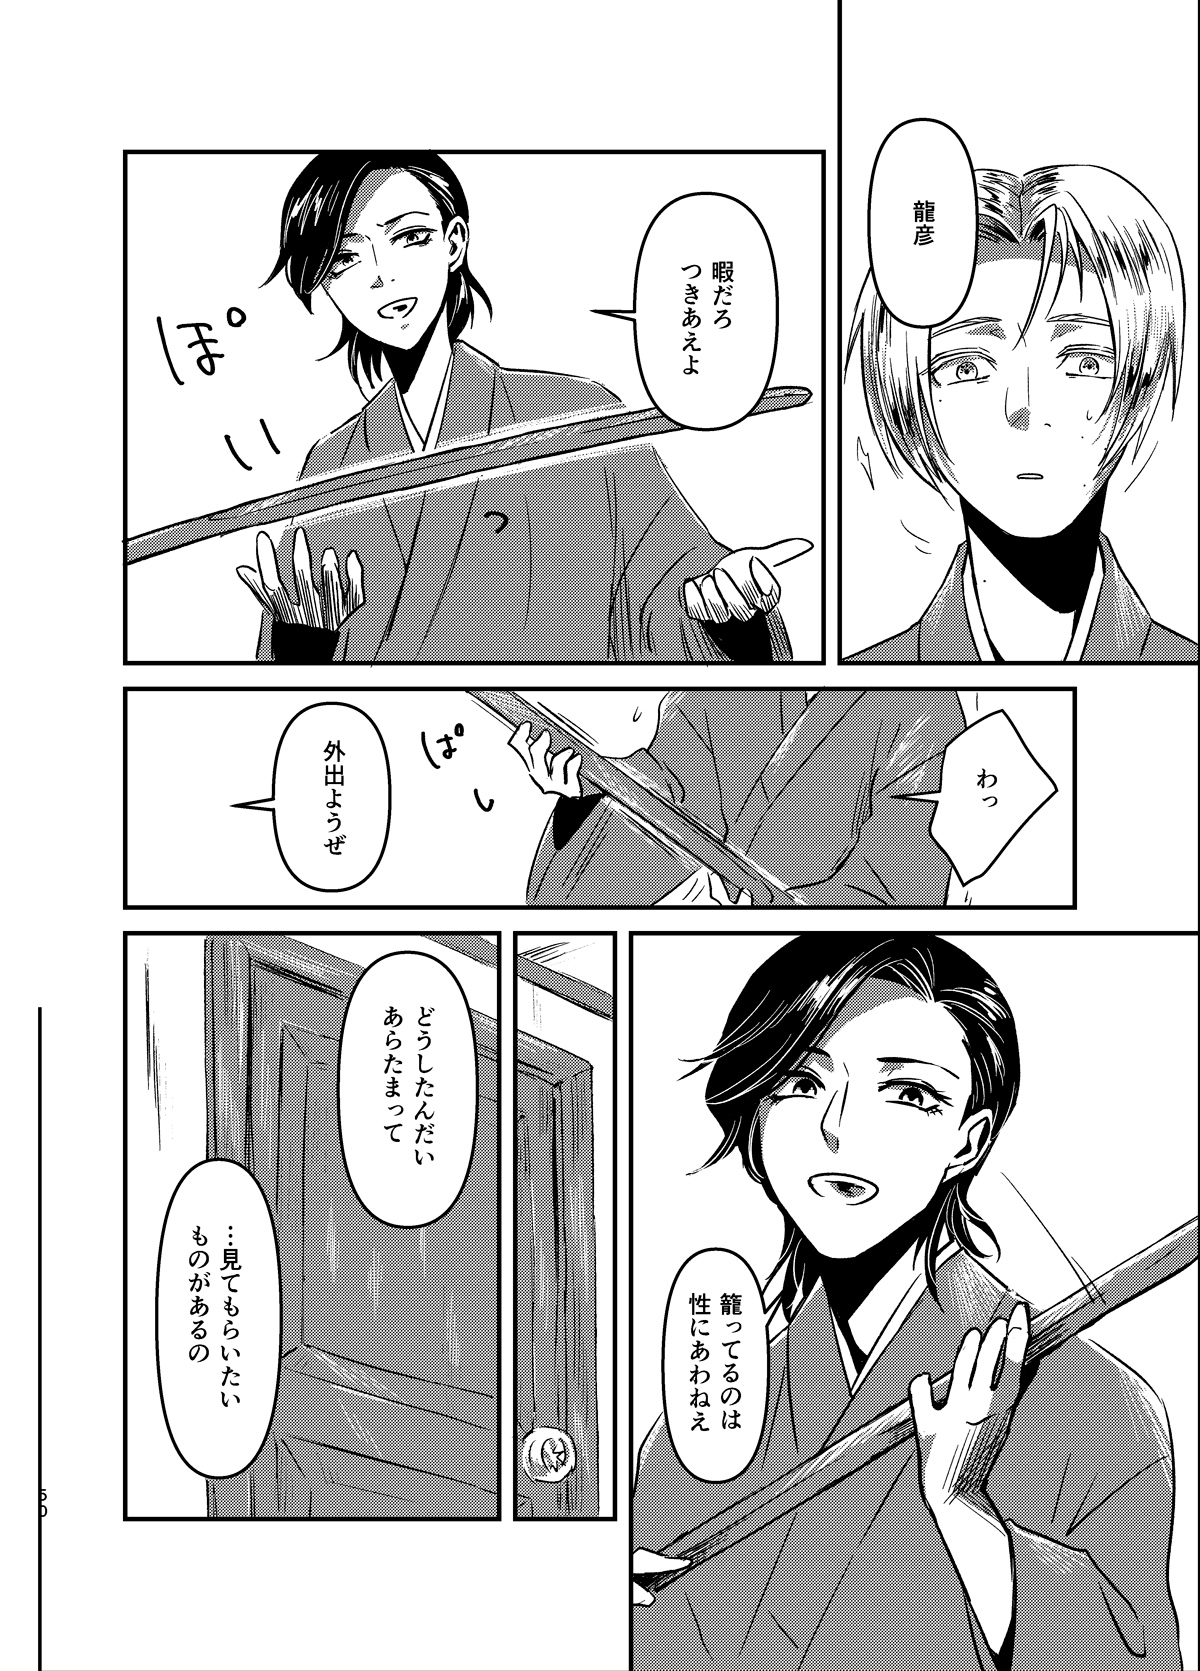 龍彦
暇だろ
つきあえよ
ぽいっ
わっ
ぱし
外出ようぜ
籠ってるのは
性にあわねえ
どうしたんだい
あらたまって
…見てもらいたい
ものがあるの
50